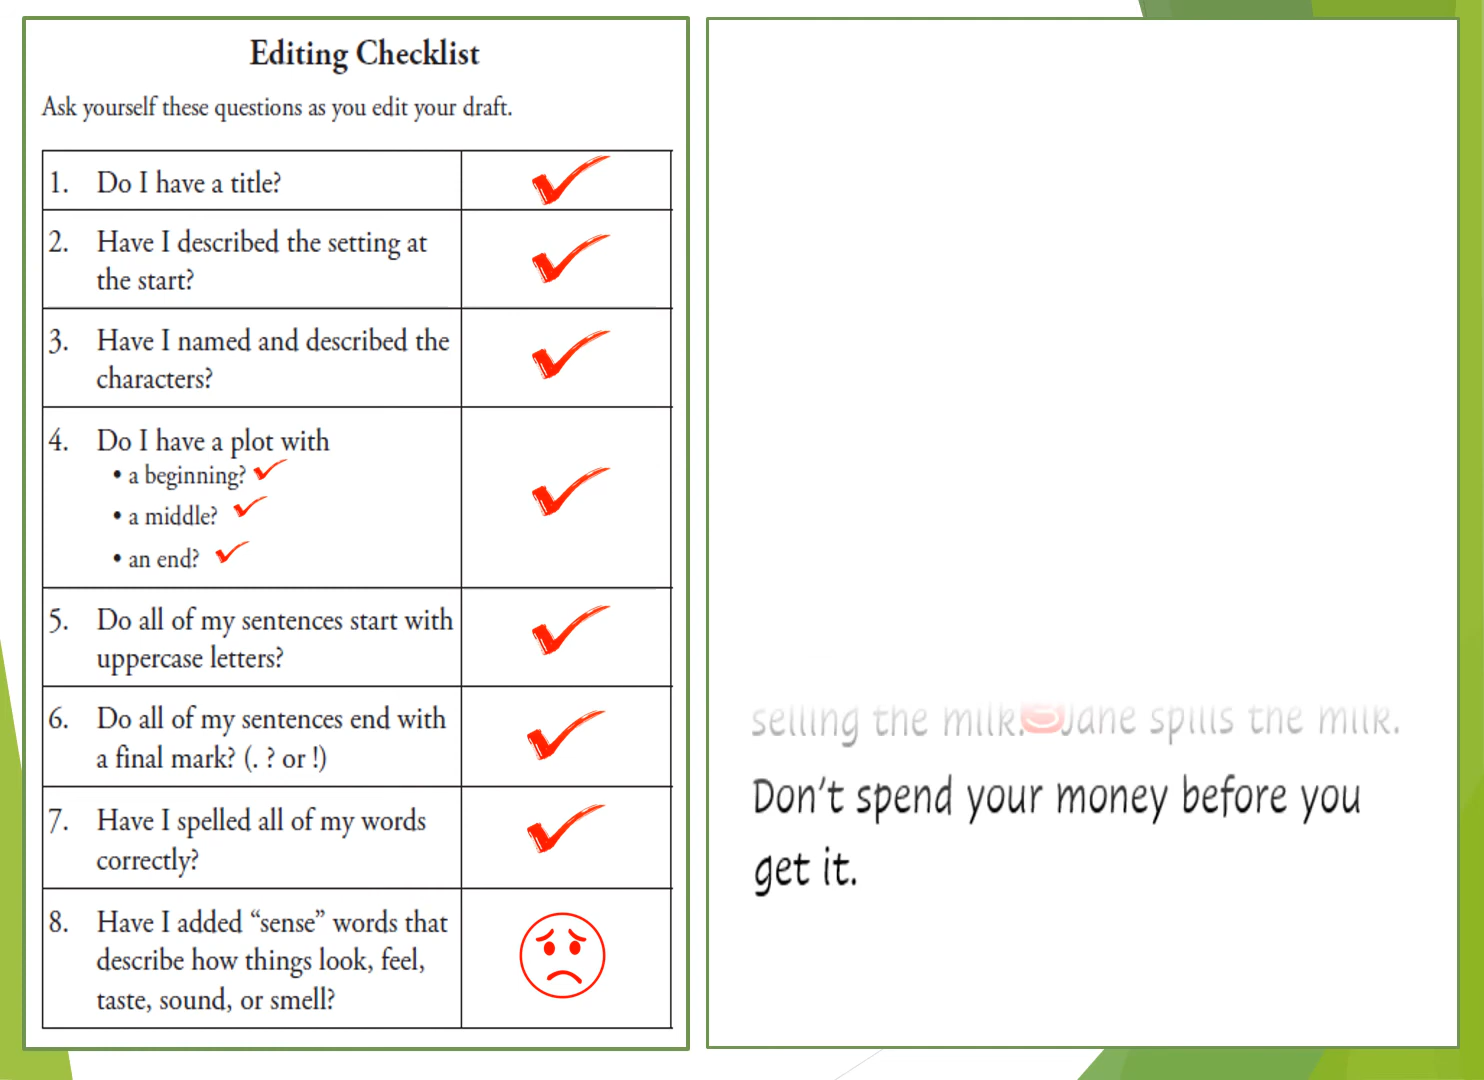 Editing Checklist
Ask yourself these questions as you edit your draft.
1. Do I have a title?
2. Have I described the setting at
the start?
3. Have I named and described the
characters?
4. Do I have a plot with
• a beginning?
• a middle?
• an end?
5. Do all of my sentences start with
uppercase letters?
6. Do all of my sentences end with
a final mark? (. ? or !)
7. Have I spelled all of my words
correctly?
8. Have I added “sense” words that
describe how things look, feel,
taste, sound, or smell?
selling the milk. Jane spills the milk.
Don't spend your money before you
get it.